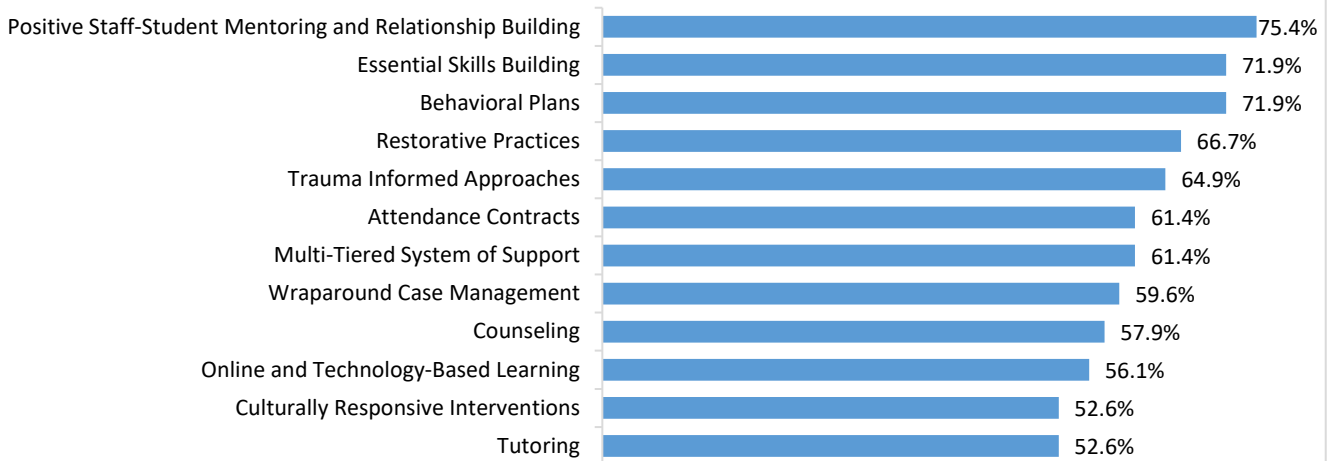 Positive Staff-Student Mentoring and Relationship Building 75.4%
Essential Skills Building 71.9%
Behavioral Plans 71.9%
Restorative Practices 66.7%
Trauma Informed Approaches 64.9%
Attendance Contracts 61.4%
Multi-Tiered System of Support 61.4%
Wraparound Case Management 59.6%
Counseling 57.9%
Online and Technology-Based Learning 56.1%
Culturally Responsive Interventions 52.6%
Tutoring 52.6%